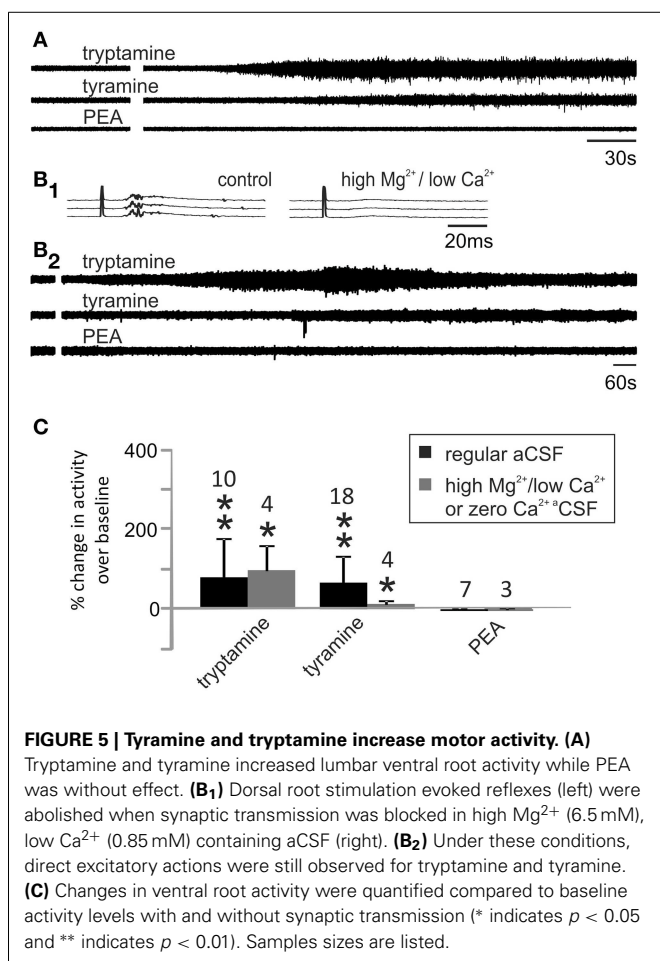 A
tryptamine
tyramine
PEA
30s
B1
control
high Mg²⁺ / low Ca²⁺
20ms
B2
tryptamine
tyramine
PEA
60s
C
% change in activity
over baseline
400
200
0
10
**
4
*
18
**
4
*
7
3
regular aCSF
high Mg²⁺/low Ca²⁺
or zero Ca²⁺ ᵃCSF
tryptamine
tyramine
PEA
FIGURE 5 | Tyramine and tryptamine increase motor activity. (A)
Tryptamine and tyramine increased lumbar ventral root activity while PEA
was without effect. (B₁) Dorsal root stimulation evoked reflexes (left) were
abolished when synaptic transmission was blocked in high Mg²⁺ (6.5 mM),
low Ca²⁺ (0.85 mM) containing aCSF (right). (B₂) Under these conditions,
direct excitatory actions were still observed for tryptamine and tyramine.
(C) Changes in ventral root activity were quantified compared to baseline
activity levels with and without synaptic transmission (* indicates p < 0.05
and ** indicates p < 0.01). Samples sizes are listed.